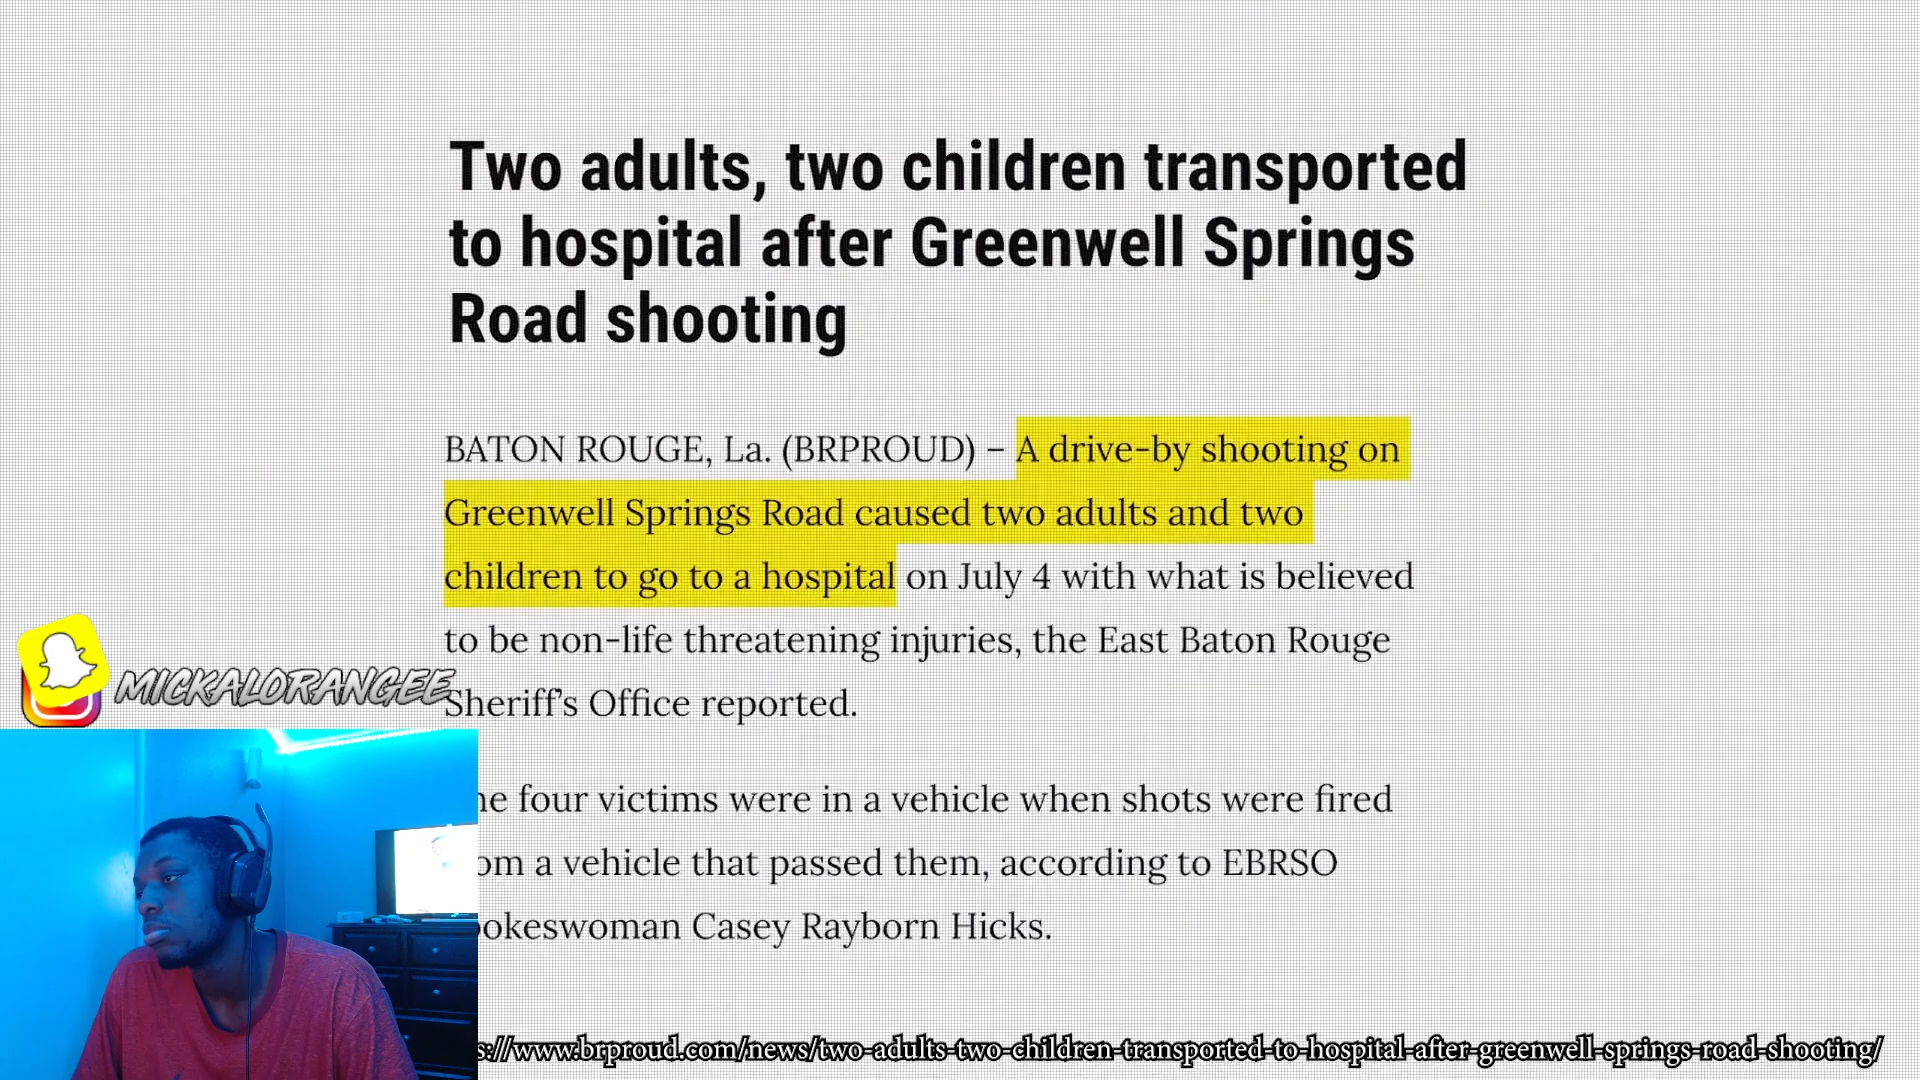 Two adults, two children transported
to hospital after Greenwell Springs
Road shooting
BATON ROUGE, La. (BRPROUD) – A drive-by shooting on
Greenwell Springs Road caused two adults and two
children to go to a hospital on July 4 with what is believed
to be non-life threatening injuries, the East Baton Rouge
MICKALORANGEE
Sheriff's Office reported.
four victims were in a vehicle when shots were fired
a vehicle that passed them, according to EBRSO
Casey Rayborn Hicks.
s://www.brproud.com/news/two-adults-two-children-transported-to-hospital-after-greenwell-springs-road-shooting/